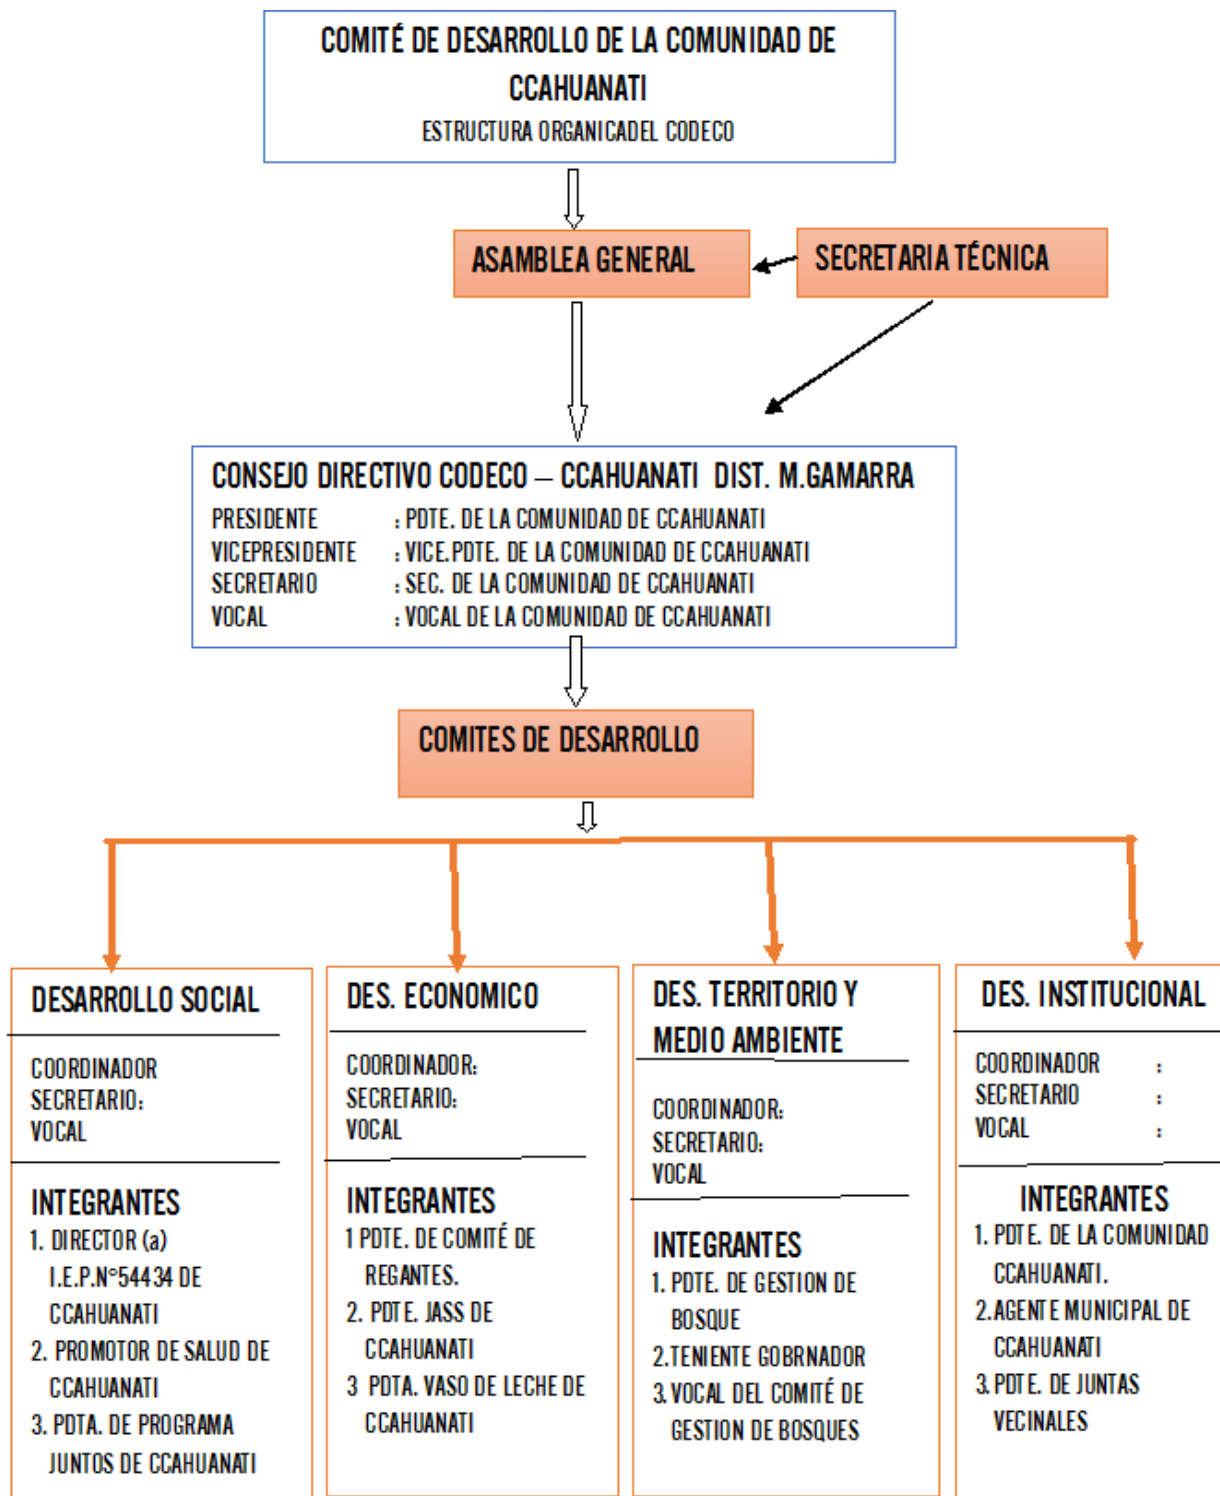 COMITÉ DE DESARROLLO DE LA COMUNIDAD DE
CCAHUANATI
ESTRUCTURA ORGANICADEL CODECO
ASAMBLEA GENERAL
SECRETARIA TÉCNICA
CONSEJO DIRECTIVO CODECO – CCAHUANATI DIST. M.GAMARRA
PRESIDENTE : PDTE. DE LA COMUNIDAD DE CCAHUANATI
VICEPRESIDENTE : VICE.PDTE. DE LA COMUNIDAD DE CCAHUANATI
SECRETARIO : SEC. DE LA COMUNIDAD DE CCAHUANATI
VOCAL : VOCAL DE LA COMUNIDAD DE CCAHUANATI
COMITES DE DESARROLLO
DESARROLLO SOCIAL
COORDINADOR
SECRETARIO:
VOCAL
INTEGRANTES
1. DIRECTOR (a)
I.E.P.N°54434 DE
CCAHUANATI
2. PROMOTOR DE SALUD DE
CCAHUANATI
3. PDTA. DE PROGRAMA
JUNTOS DE CCAHUANATI
DES. ECONOMICO
COORDINADOR:
SECRETARIO:
VOCAL
INTEGRANTES
1 PDTE. DE COMITÉ DE
REGANTES.
2. PDTE. JASS DE
CCAHUANATI
3 PDTA. VASO DE LECHE DE
CCAHUANATI
DES. TERRITORIO Y
MEDIO AMBIENTE
COORDINADOR:
SECRETARIO:
VOCAL
INTEGRANTES
1. PDTE. DE GESTION DE
BOSQUE
2.TENIENTE GOBRNADOR
3. VOCAL DEL COMITÉ DE
GESTION DE BOSQUES
DES. INSTITUCIONAL
COORDINADOR :
SECRETARIO :
VOCAL :
INTEGRANTES
1. PDTE. DE LA COMUNIDAD
CCAHUANATI.
2.AGENTE MUNICIPAL DE
CCAHUANATI
3. PDTE. DE JUNTAS
VECINALES